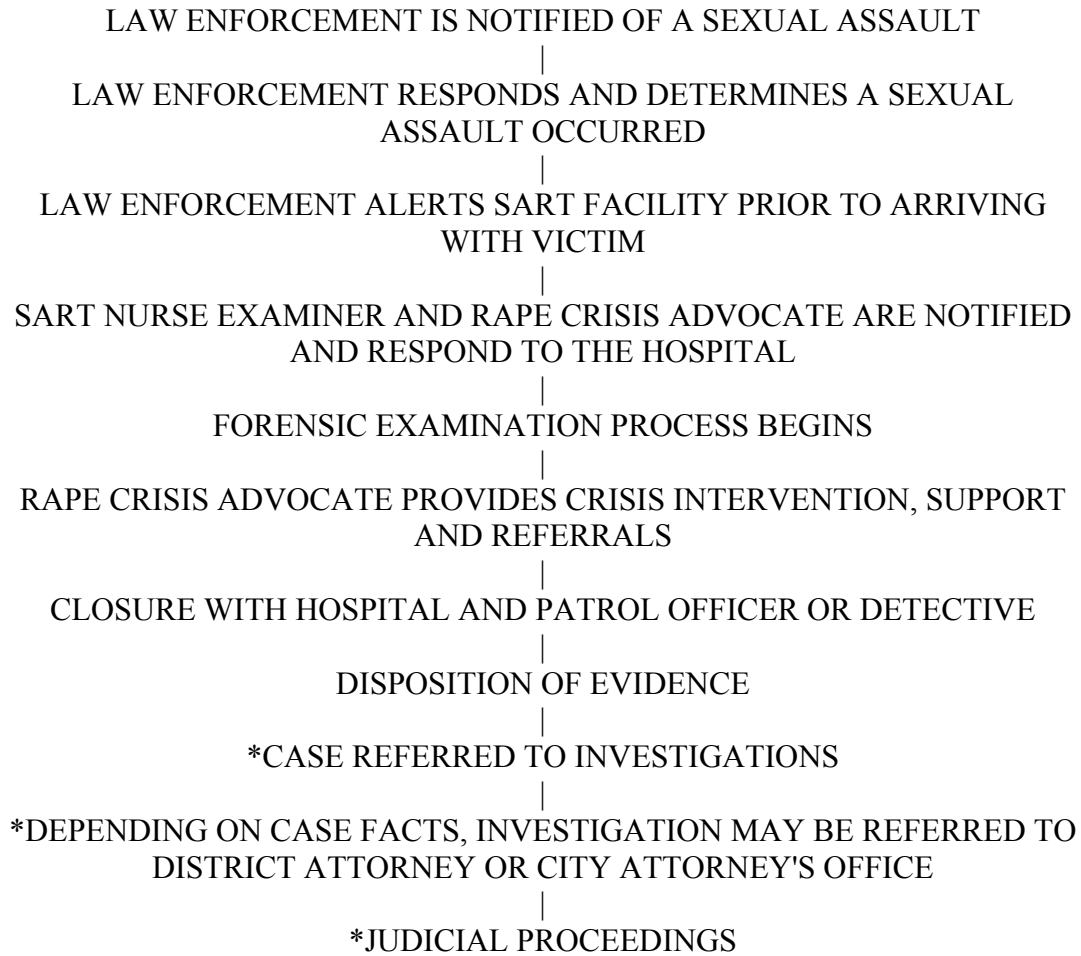 LAW ENFORCEMENT IS NOTIFIED OF A SEXUAL ASSAULT
|
LAW ENFORCEMENT RESPONDS AND DETERMINES A SEXUAL
ASSAULT OCCURRED
|
LAW ENFORCEMENT ALERTS SART FACILITY PRIOR TO ARRIVING
WITH VICTIM
|
SART NURSE EXAMINER AND RAPE CRISIS ADVOCATE ARE NOTIFIED
AND RESPOND TO THE HOSPITAL
|
FORENSIC EXAMINATION PROCESS BEGINS
|
RAPE CRISIS ADVOCATE PROVIDES CRISIS INTERVENTION, SUPPORT
AND REFERRALS
|
CLOSURE WITH HOSPITAL AND PATROL OFFICER OR DETECTIVE
|
DISPOSITION OF EVIDENCE
|
*CASE REFERRED TO INVESTIGATIONS
|
*DEPENDING ON CASE FACTS, INVESTIGATION MAY BE REFERRED TO
DISTRICT ATTORNEY OR CITY ATTORNEY'S OFFICE
|
*JUDICIAL PROCEEDINGS